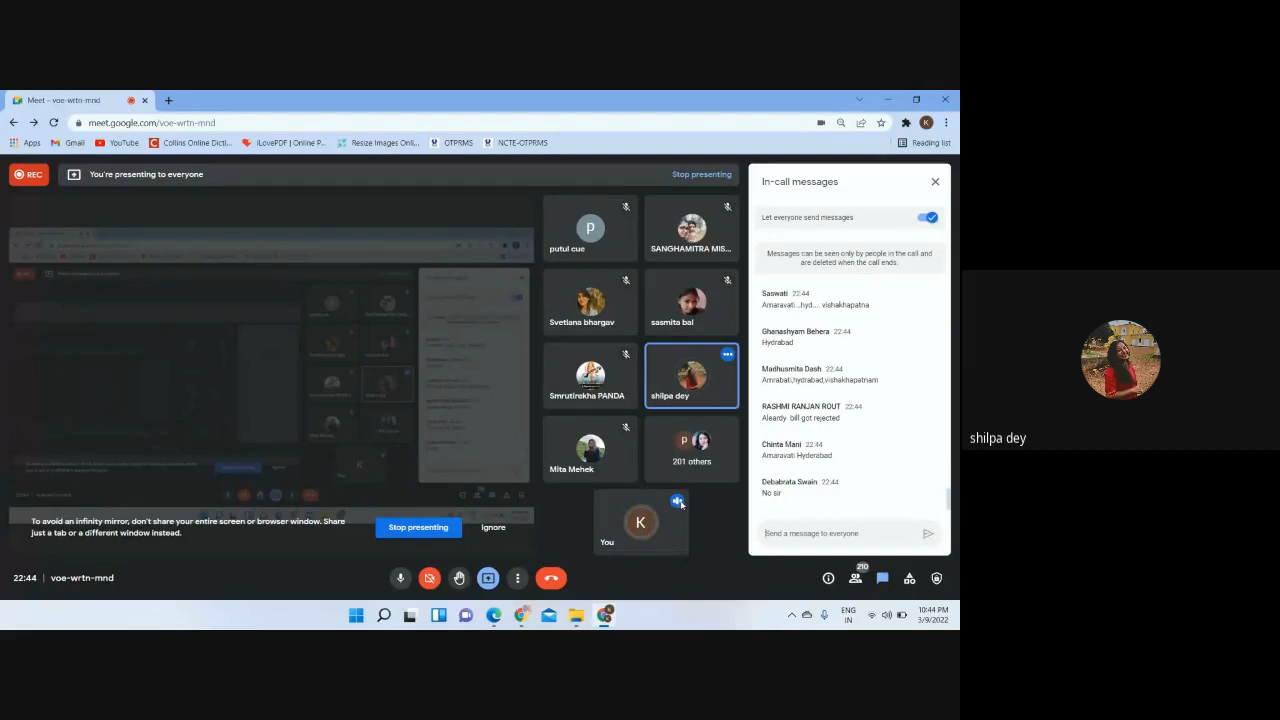 Meet - voe-wrtn-mnd
meet.google.com/voe-wrtn-mnd
Apps
Gmail
YouTube
Collins Online Dicti...
iLovePDF | Online P...
Resize Images Onli...
OTPRMS
NCTE-OTPRMS
Reading list
REC
You're presenting to everyone
Stop presenting
putul cue
SANGHAMITRA MIS...
Svetlana bhargav
sasmita bal
Smrutirekha PANDA
shilpa dey
Mita Mehek
201 others
You
To avoid an infinity mirror, don't share your entire screen or browser window. Share
just a tab or a different window instead.
Stop presenting
Ignore
In-call messages
Let everyone send messages
Messages can be seen only by people in the call and
are deleted when the call ends.
Saswati 22:44
Amaravati...hyd.... vishakhapatna
Ghanashyam Behera 22:44
Hydrabad
Madhusmita Dash 22:44
Amrabati,hydrabad,vishakhapatnam
RASHMI RANJAN ROUT 22:44
Aleardy bill got rejected
Chinta Mani 22:44
Amaravati Hyderabad
Debabrata Swain 22:44
No sir
Send a message to everyone
22:44 | voe-wrtn-mnd
210
ENG
IN
10:44 PM
3/9/2022
shilpa dey